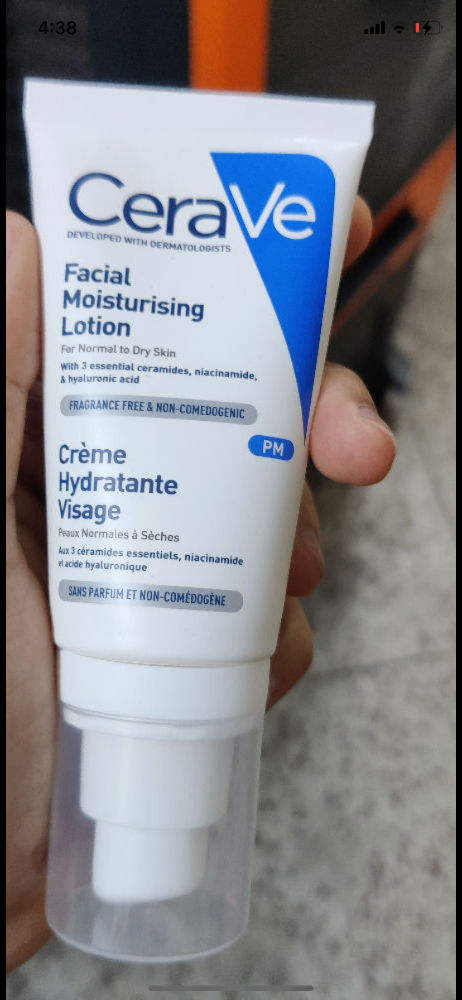 4:38
CeraVe
DEVELOPED WITH DERMATOLOGISTS
Facial
Moisturising
Lotion
For Normal to Dry Skin
With 3 essential ceramides, niacinamide,
& hyaluronic acid
FRAGRANCE FREE & NON-COMEDOGENIC
PM
Crème
Hydratante
Visage
Peaux Normales à Sèches
Aux 3 céramides essentiels, niacinamide
et acide hyaluronique
SANS PARFUM ET NON-COMÉDOGÈNE